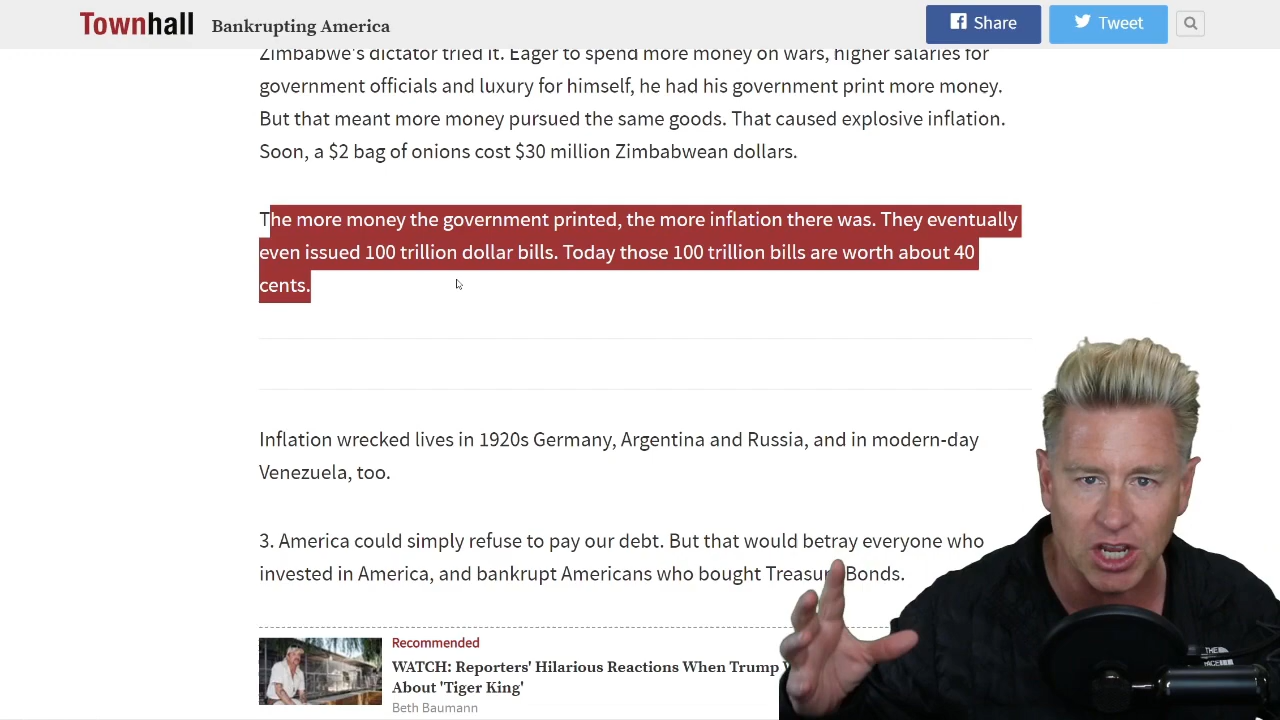 Townhall Bankrupting America Share Tweet
Zimbabwe's dictator tried it. Eager to spend more money on wars, higher salaries for
government officials and luxury for himself, he had his government print more money.
But that meant more money pursued the same goods. That caused explosive inflation.
Soon, a $2 bag of onions cost $30 million Zimbabwean dollars.
The more money the government printed, the more inflation there was. They eventually
even issued 100 trillion dollar bills. Today those 100 trillion bills are worth about 40
cents.
Inflation wrecked lives in 1920s Germany, Argentina and Russia, and in modern-day
Venezuela, too.
3. America could simply refuse to pay our debt. But that would betray everyone who
invested in America, and bankrupt Americans who bought Treasury Bonds.
Recommended
WATCH: Reporters' Hilarious Reactions When Trump
About 'Tiger King'
Beth Baumann
THE